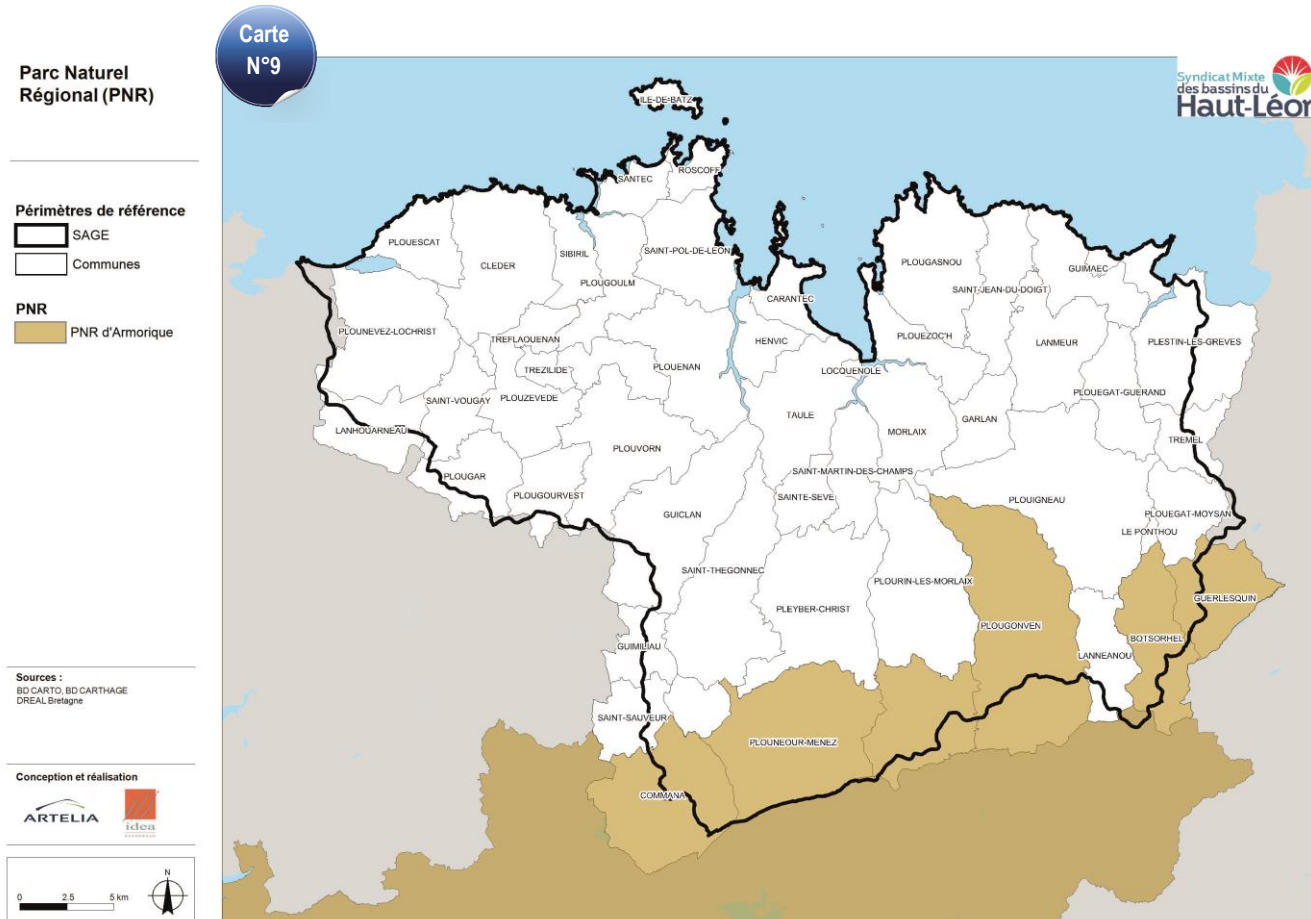 Carte
N°9
Parc Naturel
Régional (PNR)
Syndicat Mixte
des bassins du
Haut-Léon
Périmètres de référence
SAGE
Communes
PNR
PNR d'Armorique
Sources :
BD CARTO, BD CARTHAGE
DREAL Bretagne
Conception et réalisation
ARTELIA
idea
0 2.5 5 km
N
ILE-DE-BATZ
ROSCOFF
SANTEC
PLOUESCAT
CLEDER
SIBIRIL
SAINT-POL-DE-LEON
PLOUGOULM
CARANTEC
PLOUGASNOU
GUIMAEC
SAINT-JEAN-DU-DOIGT
PLOUNEVEZ-LOCHRIST
TREFLAOUENAN
HENVIC
PLOUEZOC'H
LANMEUR
PLESTIN-LES-GREVES
TREZILIDE
PLOUENAN
LOCQUENOLE
SAINT-VOUGAY
PLOUZEVEDE
TAULE
PLOUEGAT-GUERAND
GARLAN
LANHOUARNEAU
MORLAIX
TREMEL
PLOUVORN
PLOUGAR
SAINT-MARTIN-DES-CHAMPS
PLOUGOURVEST
SAINTE-SEVE
PLOUIGNEAU
GUICLAN
PLOUEGAT-MOYSAN
LE PONTHOU
SAINT-THEGONNEC
PLOURIN-LES-MORLAIX
GUERLESQUIN
PLEYBER-CHRIST
PLOUGONVEN
BOTSORHEL
GUIMILIAU
LANNEANOU
SAINT-SAUVEUR
PLOUNEOUR-MENEZ
COMMANA